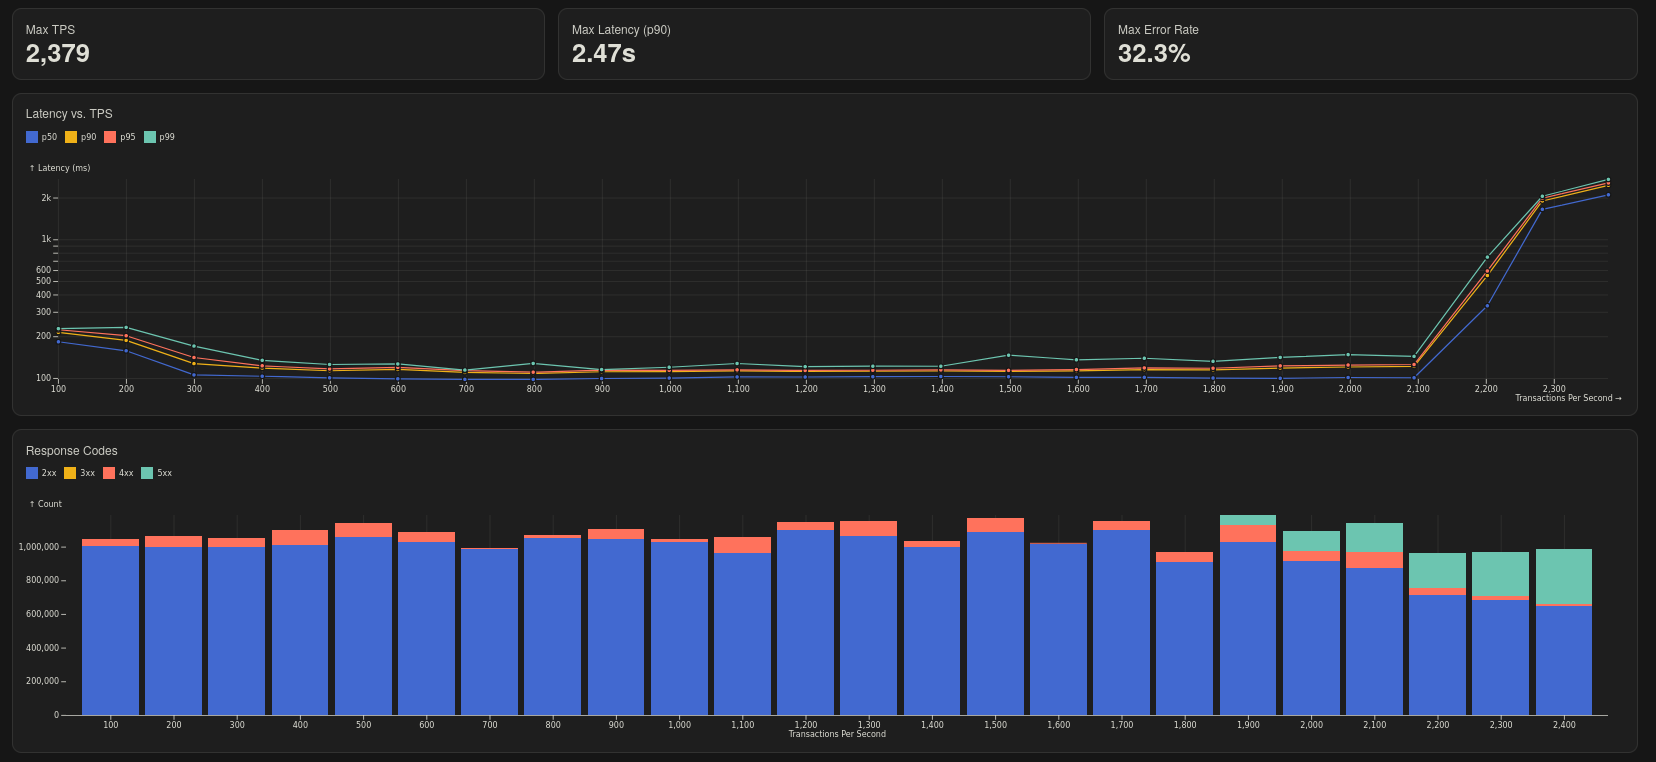 Max TPS
2,379
Max Latency (p90)
2.47s
Max Error Rate
32.3%
Latency vs. TPS
p50 p90 p95 p99
↑ Latency (ms)
2k
1k
600
500
400
300
200
100
100 200 300 400 500 600 700 800 900 1,000 1,100 1,200 1,300 1,400 1,500 1,600 1,700 1,800 1,900 2,000 2,100 2,200 2,300
Transactions Per Second →
Response Codes
2xx 3xx 4xx 5xx
↑ Count
1,000,000
800,000
600,000
400,000
200,000
0
100 200 300 400 500 600 700 800 900 1,000 1,100 1,200 1,300 1,400 1,500 1,600 1,700 1,800 1,900 2,000 2,100 2,200 2,300 2,400
Transactions Per Second